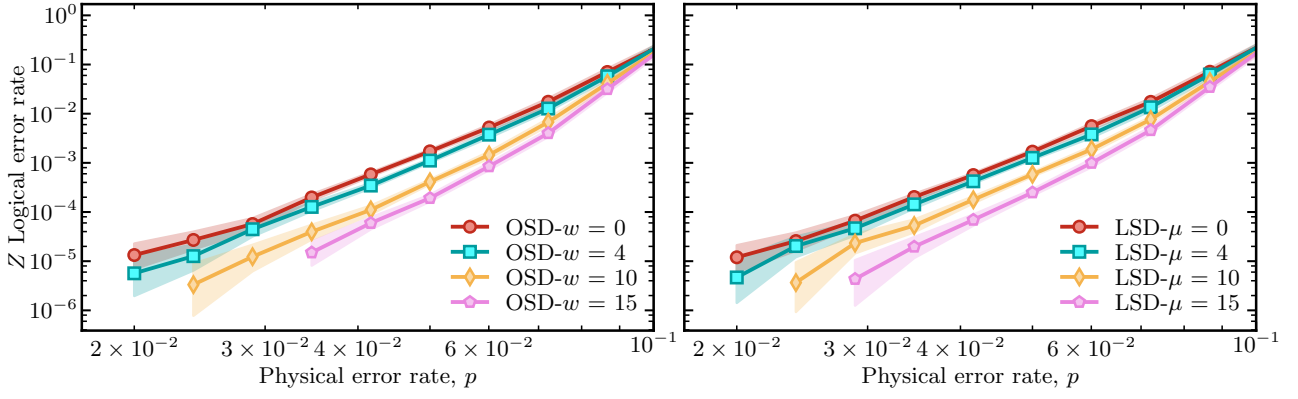 Z Logical error rate
10⁰
10⁻¹
10⁻²
10⁻³
10⁻⁴
10⁻⁵
10⁻⁶
OSD-w = 0
OSD-w = 4
OSD-w = 10
OSD-w = 15
2 × 10⁻² 3 × 10⁻² 4 × 10⁻² 6 × 10⁻² 10⁻¹
Physical error rate, p
LSD-μ = 0
LSD-μ = 4
LSD-μ = 10
LSD-μ = 15
2 × 10⁻² 3 × 10⁻² 4 × 10⁻² 6 × 10⁻² 10⁻¹
Physical error rate, p